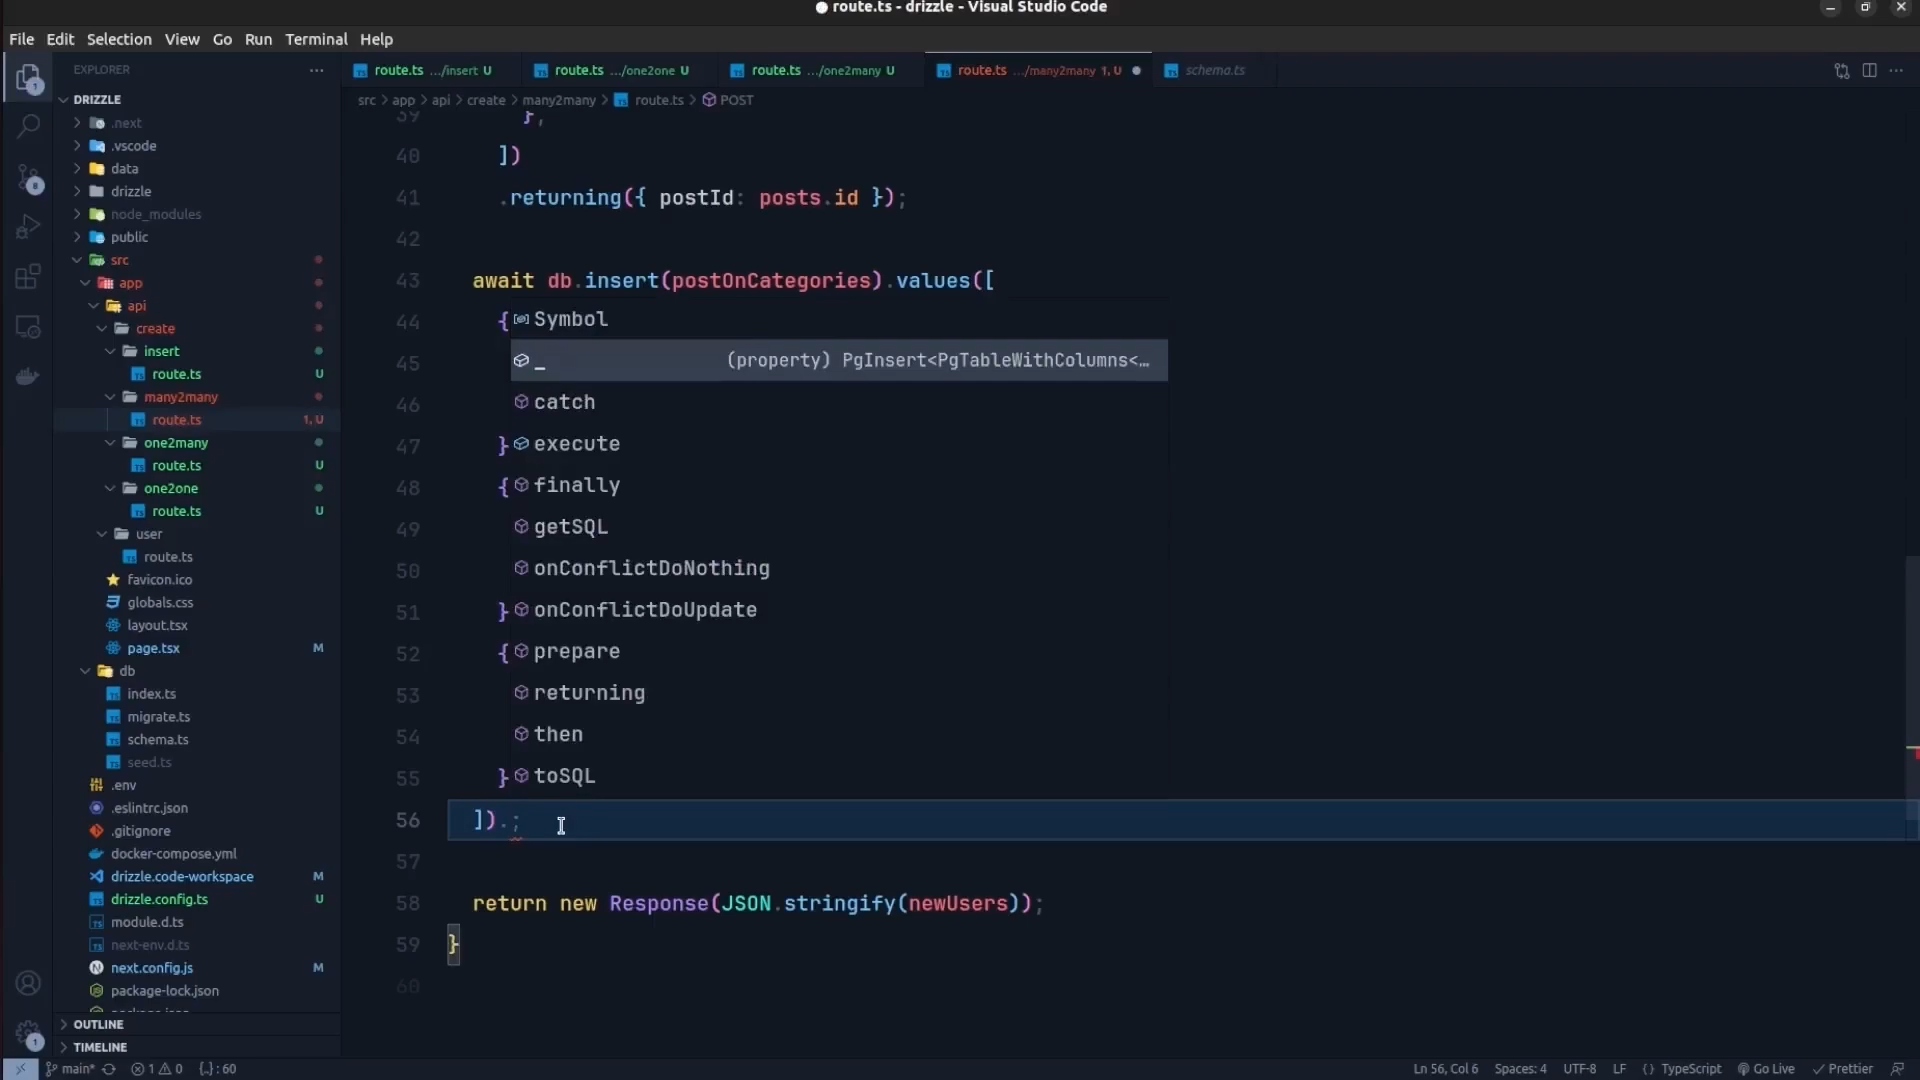 route.ts - drizzle - Visual Studio Code
File Edit Selection View Go Run Terminal Help
EXPLORER
route.ts .../insert U
route.ts .../one2one U
route.ts .../one2many U
route.ts .../many2many 1, U
schema.ts
src > app > api > create > many2many > route.ts > POST
DRIZZLE
.next
.vscode
data
drizzle
node_modules
public
src
app
api
create
insert
route.ts U
many2many
route.ts 1, U
one2many
route.ts U
one2one
route.ts U
user
route.ts
favicon.ico
globals.css
layout.tsx
page.tsx M
db
index.ts
migrate.ts
schema.ts
seed.ts
.env
.eslintrc.json
.gitignore
docker-compose.yml
drizzle.code-workspace M
drizzle.config.ts U
module.d.ts
next-env.d.ts
next.config.js M
package-lock.json
OUTLINE
TIMELINE
39 },
40 ])
41 .returning({ postId: posts.id });
42
43 await db.insert(postOnCategories).values([
44 { Symbol
45 _ (property) PgInsert<PgTableWithColumns<…
46 catch
47 } execute
48 { finally
49 getSQL
50 onConflictDoNothing
51 } onConflictDoUpdate
52 { prepare
53 returning
54 then
55 } toSQL
56 ]).;
57
58 return new Response(JSON.stringify(newUsers));
59 }
60
main* 1 0 {..} : 60
Ln 56, Col 6 Spaces: 4 UTF-8 LF {} TypeScript Go Live Prettier